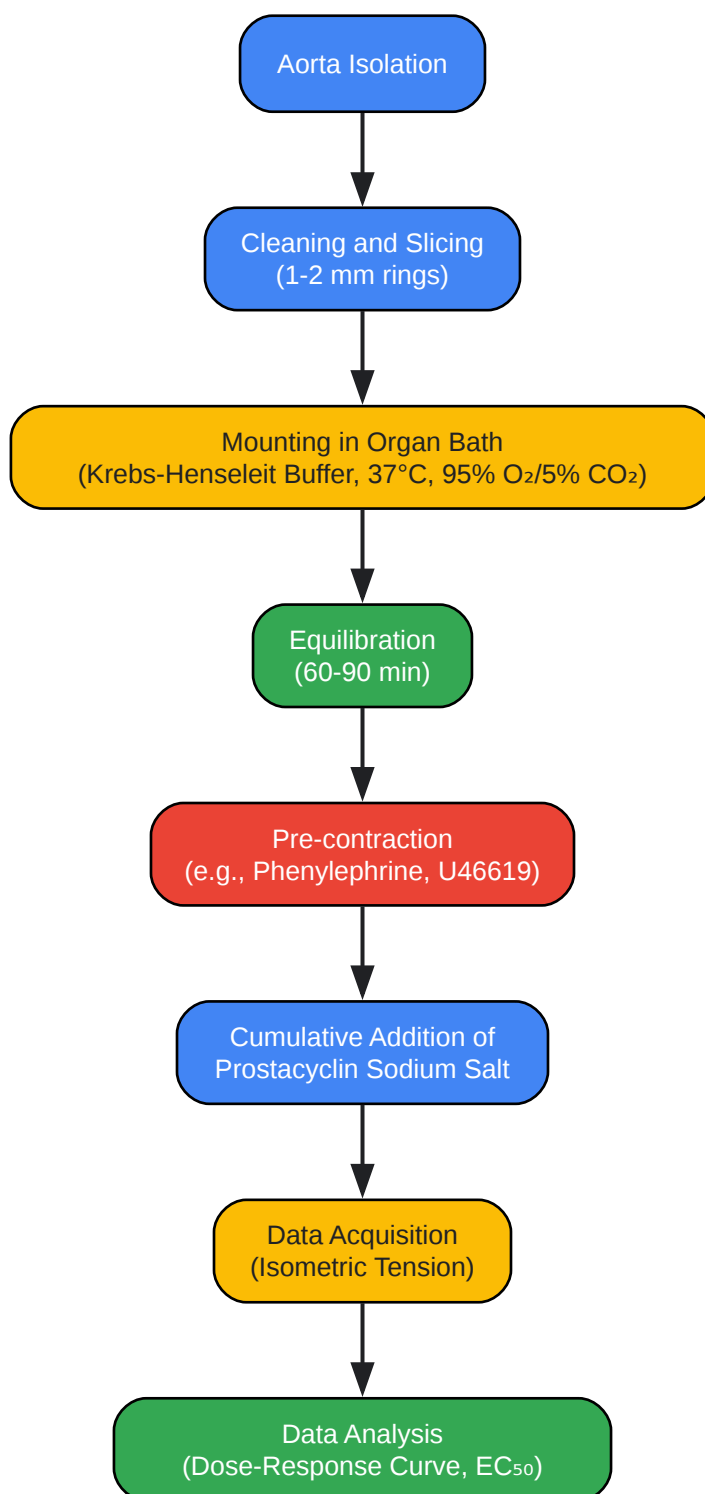 Aorta Isolation
Cleaning and Slicing
(1-2 mm rings)
Mounting in Organ Bath
(Krebs-Henseleit Buffer, 37°C, 95% O₂/5% CO₂)
Equilibration
(60-90 min)
Pre-contraction
(e.g., Phenylephrine, U46619)
Cumulative Addition of
Prostacyclin Sodium Salt
Data Acquisition
(Isometric Tension)
Data Analysis
(Dose-Response Curve, EC₅₀)